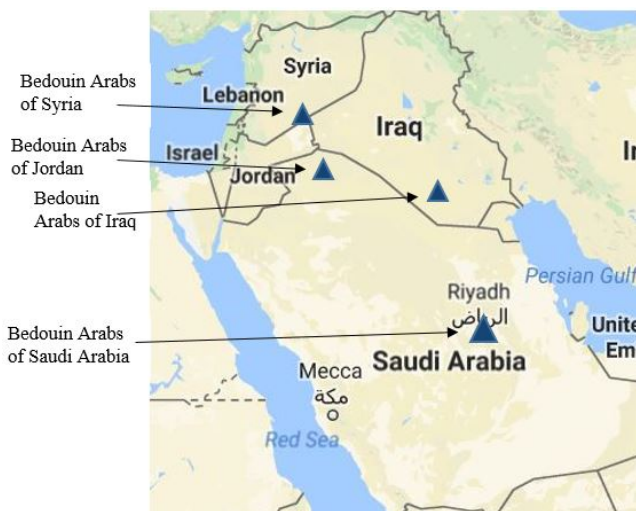 Bedouin Arabs
of Syria
Bedouin Arabs
of Jordan
Bedouin
Arabs of Iraq
Bedouin Arabs
of Saudi Arabia
Syria
Lebanon
Iraq
Israel
Jordan
Ir
Persian Gulf
Riyadh
الرياض
Unite
Em
Saudi Arabia
Mecca
مكة
Red Sea